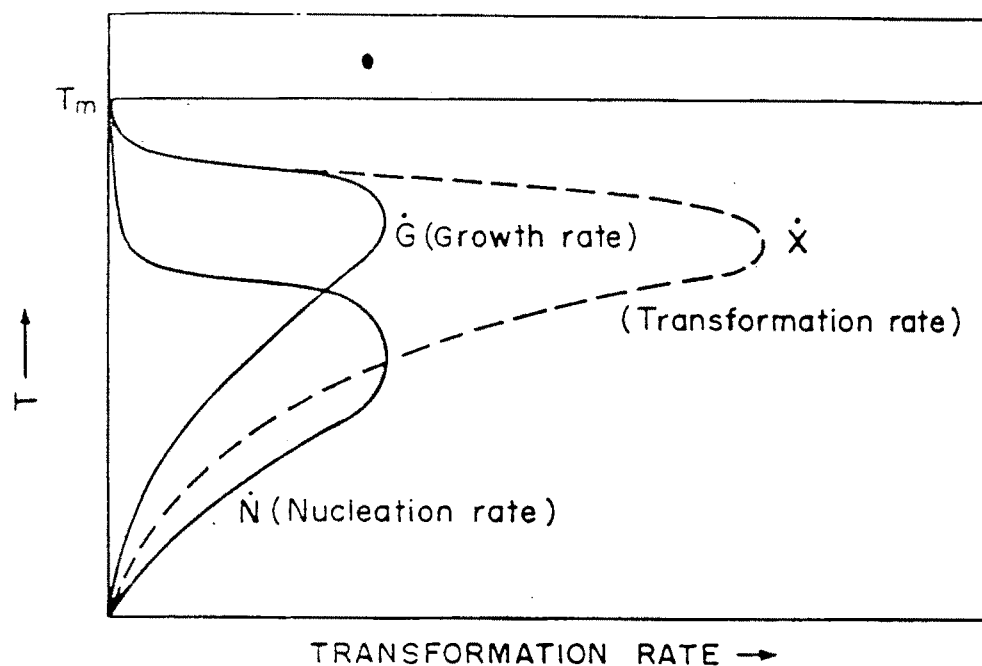 Tm
Ġ (Growth rate)
Ẋ
(Transformation rate)
T →
Ṅ (Nucleation rate)
TRANSFORMATION RATE →